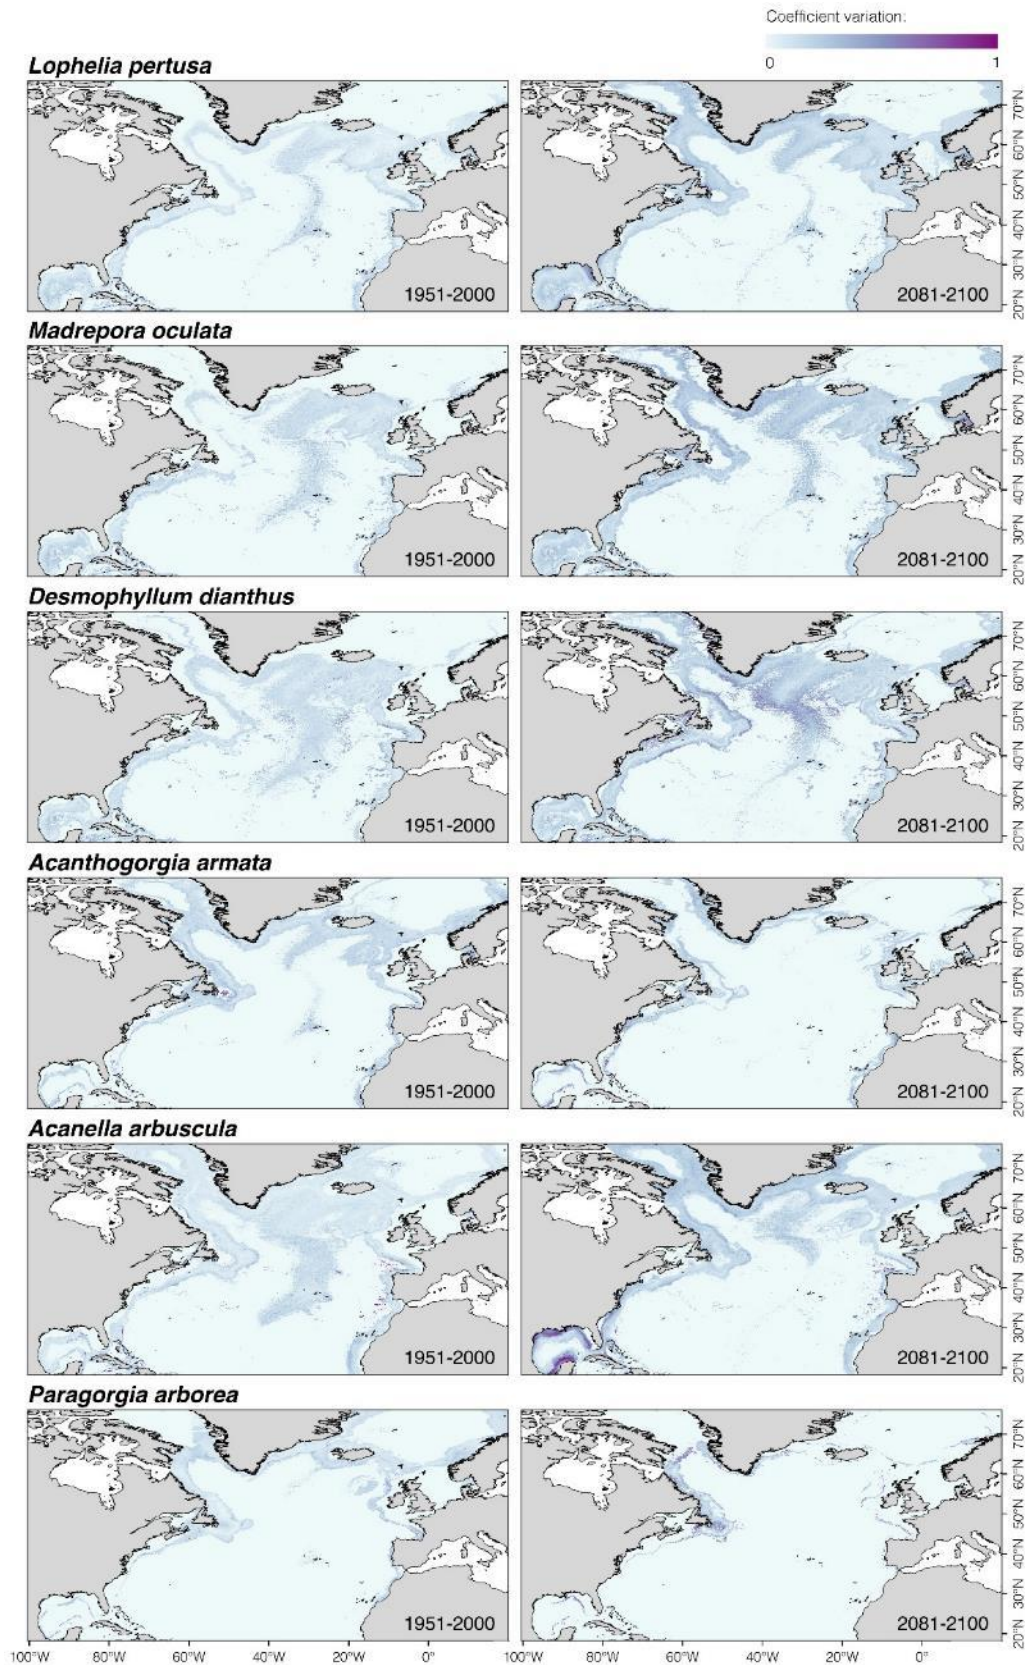 Coefficient variation:
0 1
Lophelia pertusa
1951-2000
2081-2100
70°N
60°N
50°N
40°N
30°N
20°N
Madrepora oculata
1951-2000
2081-2100
70°N
60°N
50°N
40°N
30°N
20°N
Desmophyllum dianthus
1951-2000
2081-2100
70°N
60°N
50°N
40°N
30°N
20°N
Acanthogorgia armata
1951-2000
2081-2100
70°N
60°N
50°N
40°N
30°N
20°N
Acanella arbuscula
1951-2000
2081-2100
70°N
60°N
50°N
40°N
30°N
20°N
Paragorgia arborea
1951-2000
2081-2100
70°N
60°N
50°N
40°N
30°N
20°N
100°W 80°W 60°W 40°W 20°W 0° 100°W 80°W 60°W 40°W 20°W 0°